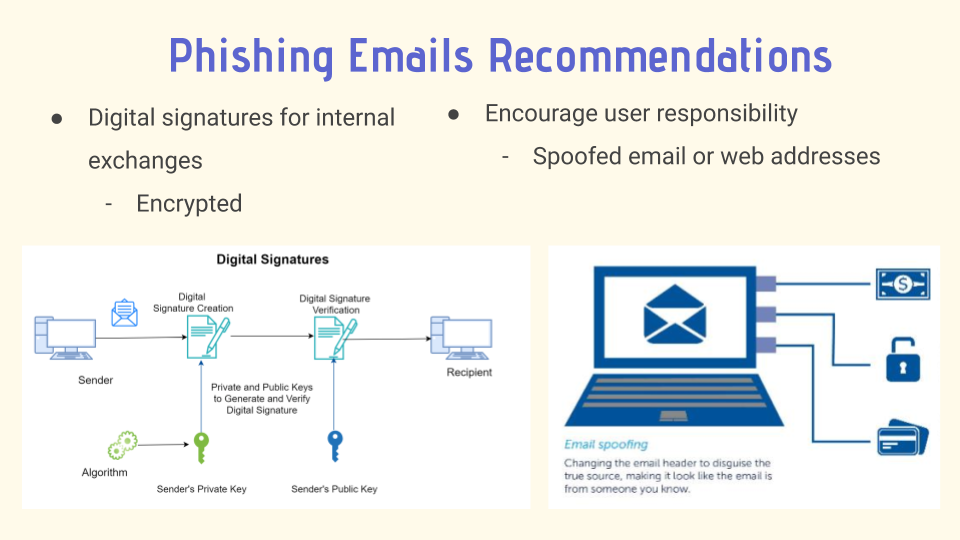 Phishing Emails Recommendations
● Digital signatures for internal
exchanges
- Encrypted
● Encourage user responsibility
- Spoofed email or web addresses
Digital Signatures
Digital
Signature Creation
Digital Signature
Verification
Sender
Recipient
Private and Public Keys
to Generate and Verify
Digital Signature
Algorithm
Sender's Private Key
Sender's Public Key
Email spoofing
Changing the email header to disguise the
true source, making it look like the email is
from someone you know.